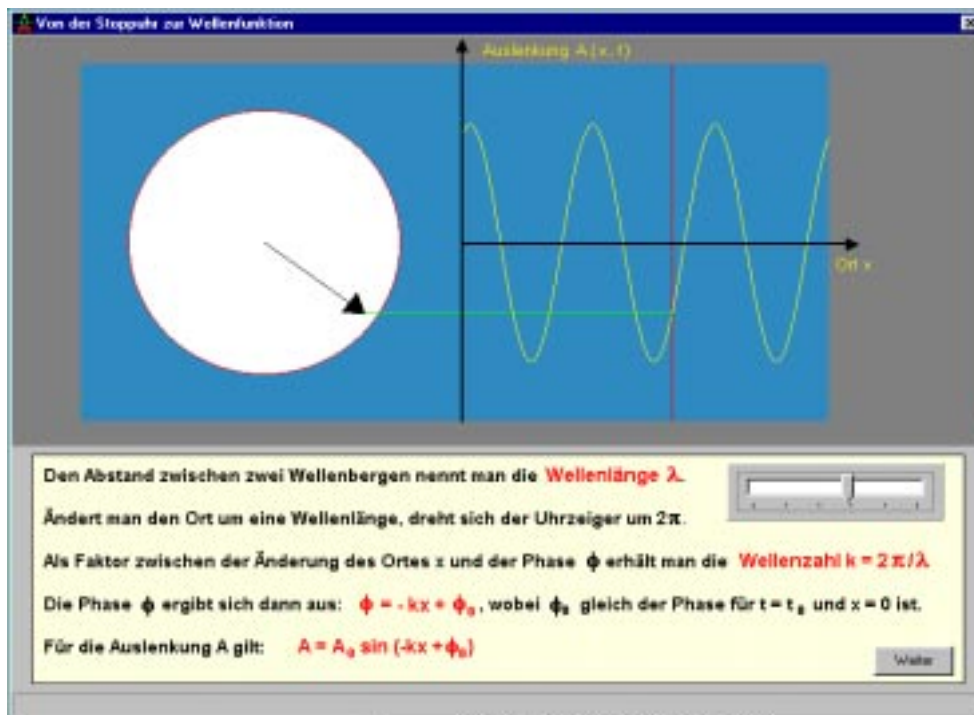 Von der Stoppuhr zur Wellenfunktion
Auslenkung A (x, t)
Ort x
Den Abstand zwischen zwei Wellenbergen nennt man die Wellenlänge λ.
Ändert man den Ort um eine Wellenlänge, dreht sich der Uhrzeiger um 2π.
Als Faktor zwischen der Änderung des Ortes x und der Phase ϕ erhält man die Wellenzahl k = 2π/λ
Die Phase ϕ ergibt sich dann aus: ϕ = - kx + ϕ₀, wobei ϕ₀ gleich der Phase für t = t₀ und x = 0 ist.
Für die Auslenkung A gilt: A = A₀ sin (-kx + ϕ₀)
Weiter